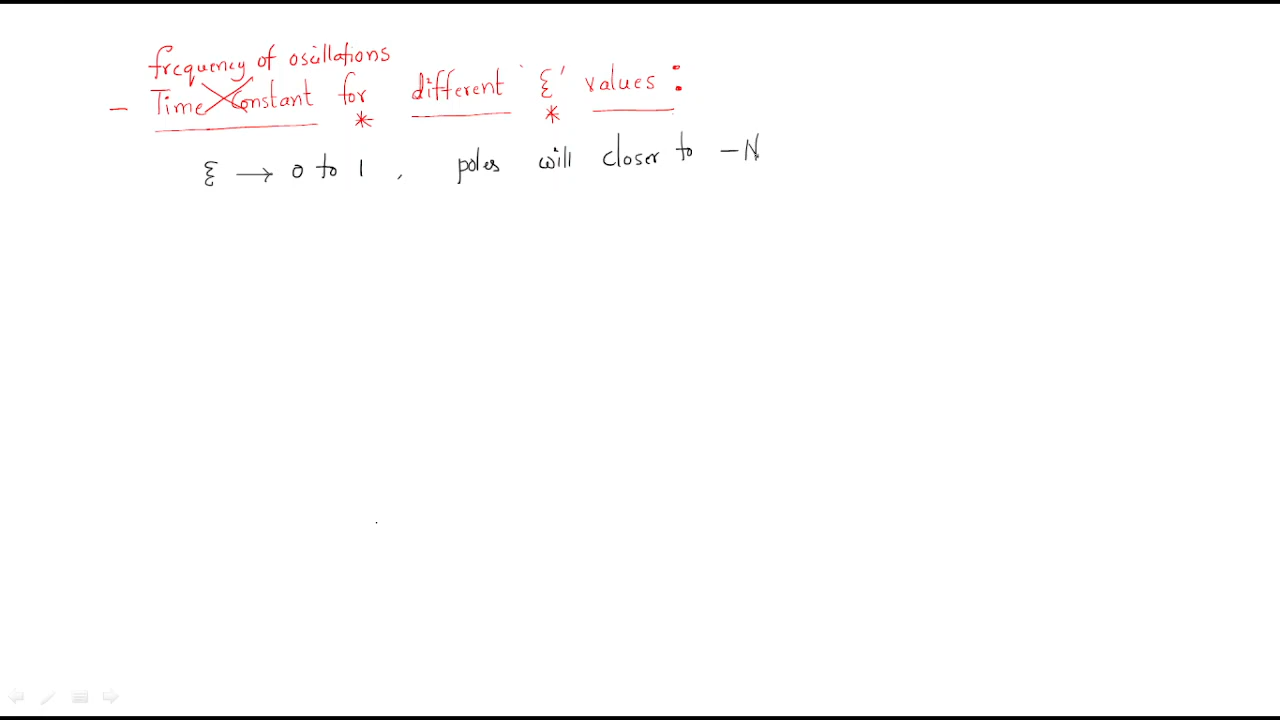 frequency of oscillations
- Time Constant for different 'ξ' values :
* *
ξ → 0 to 1 , poles will closer to -N